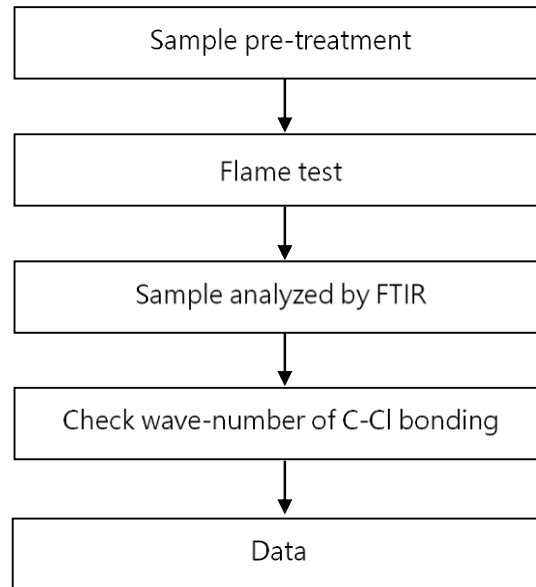 Sample pre-treatment
Flame test
Sample analyzed by FTIR
Check wave-number of C-Cl bonding
Data